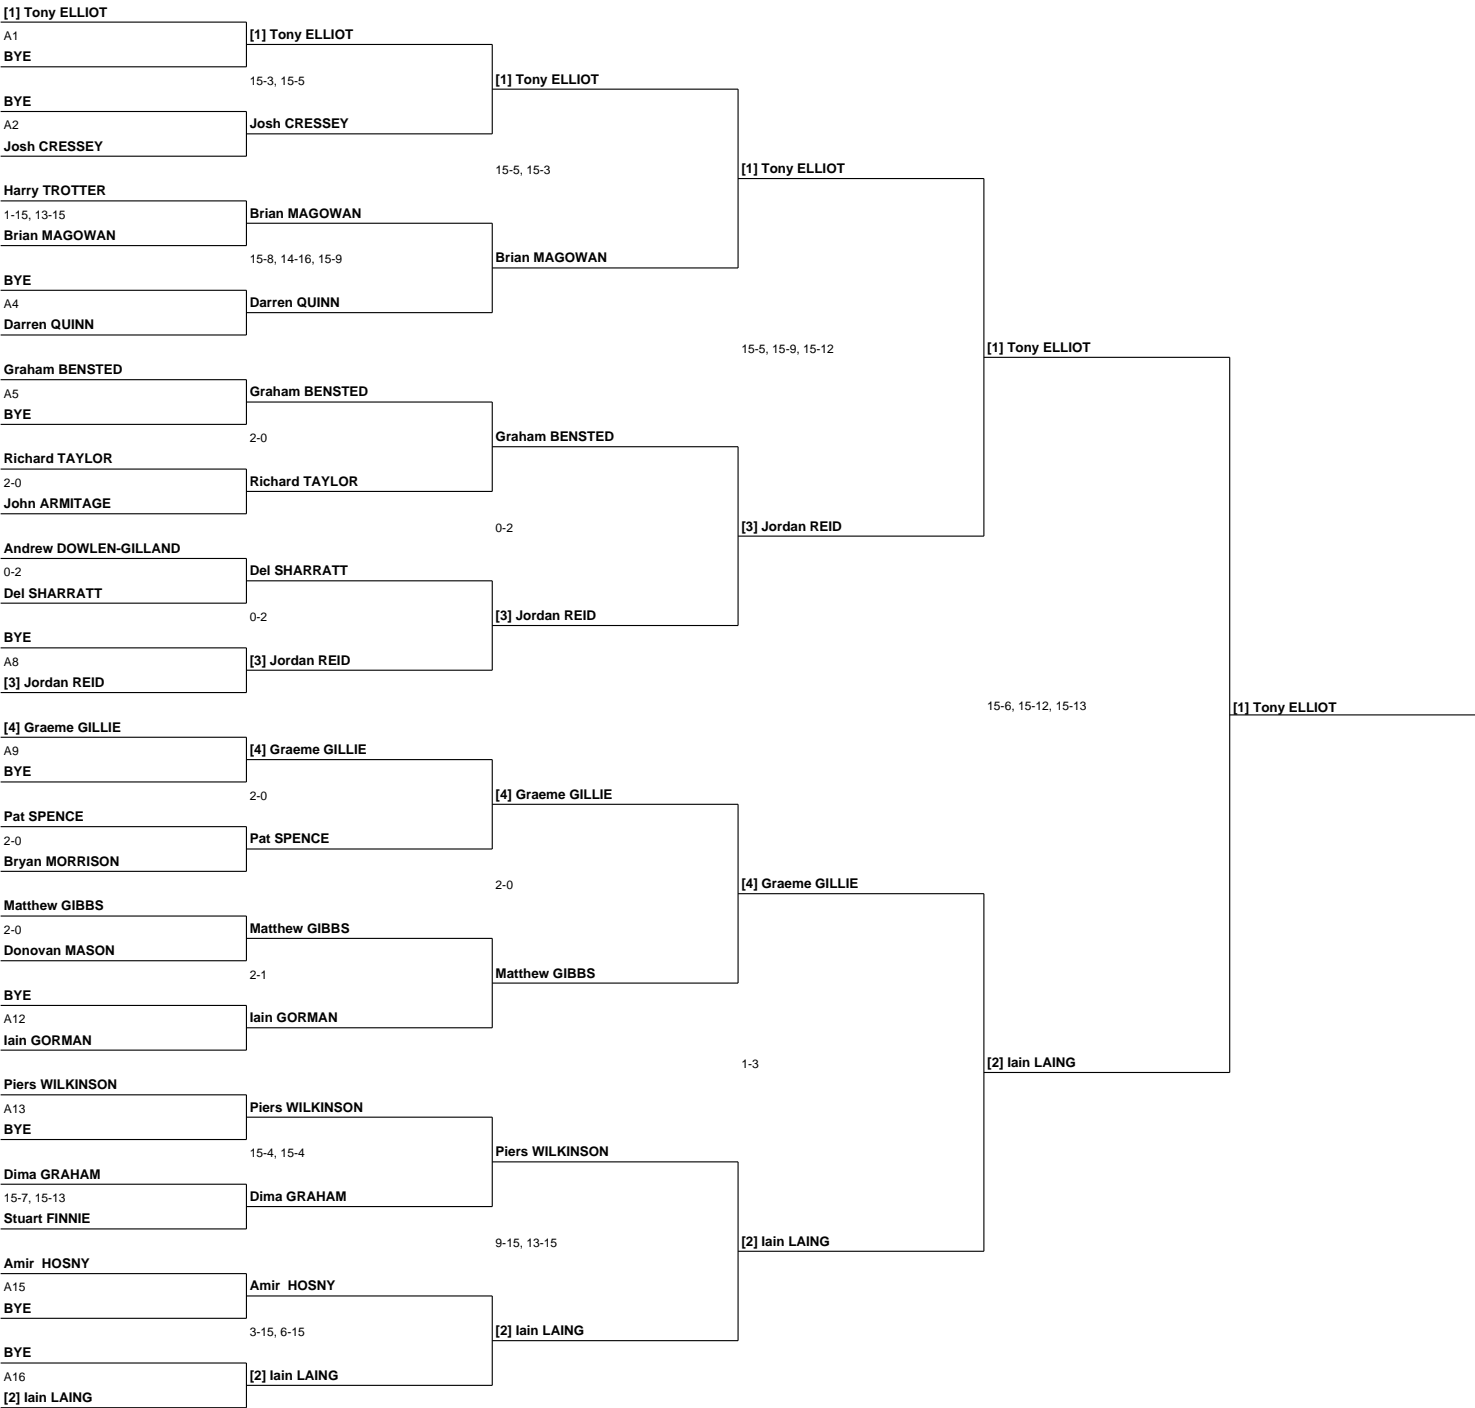 [1] Tony ELLIOT
A1
BYE
BYE
A2
Josh CRESSEY
Harry TROTTER
1-15, 13-15
Brian MAGOWAN
BYE
A4
Darren QUINN
Graham BENSTED
A5
BYE
Richard TAYLOR
2-0
John ARMITAGE
Andrew DOWLEN-GILLAND
0-2
Del SHARRATT
BYE
A8
[3] Jordan REID
[4] Graeme GILLIE
A9
BYE
Pat SPENCE
2-0
Bryan MORRISON
Matthew GIBBS
2-0
Donovan MASON
BYE
A12
Iain GORMAN
Piers WILKINSON
A13
BYE
Dima GRAHAM
15-7, 15-13
Stuart FINNIE
Amir  HOSNY
A15
BYE
BYE
A16
[2] Iain LAING
[1] Tony ELLIOT
15-3, 15-5
Josh CRESSEY
Brian MAGOWAN
15-8, 14-16, 15-9
Darren QUINN
Graham BENSTED
2-0
Richard TAYLOR
Del SHARRATT
0-2
[3] Jordan REID
[4] Graeme GILLIE
2-0
Pat SPENCE
Matthew GIBBS
2-1
Iain GORMAN
Piers WILKINSON
15-4, 15-4
Dima GRAHAM
Amir  HOSNY
3-15, 6-15
[2] Iain LAING
[1] Tony ELLIOT
15-5, 15-3
Brian MAGOWAN
Graham BENSTED
0-2
[3] Jordan REID
[4] Graeme GILLIE
2-0
Matthew GIBBS
Piers WILKINSON
9-15, 13-15
[2] Iain LAING
[1] Tony ELLIOT
15-5, 15-9, 15-12
[3] Jordan REID
[4] Graeme GILLIE
1-3
[2] Iain LAING
[1] Tony ELLIOT
15-6, 15-12, 15-13
[2] Iain LAING
[1] Tony ELLIOT